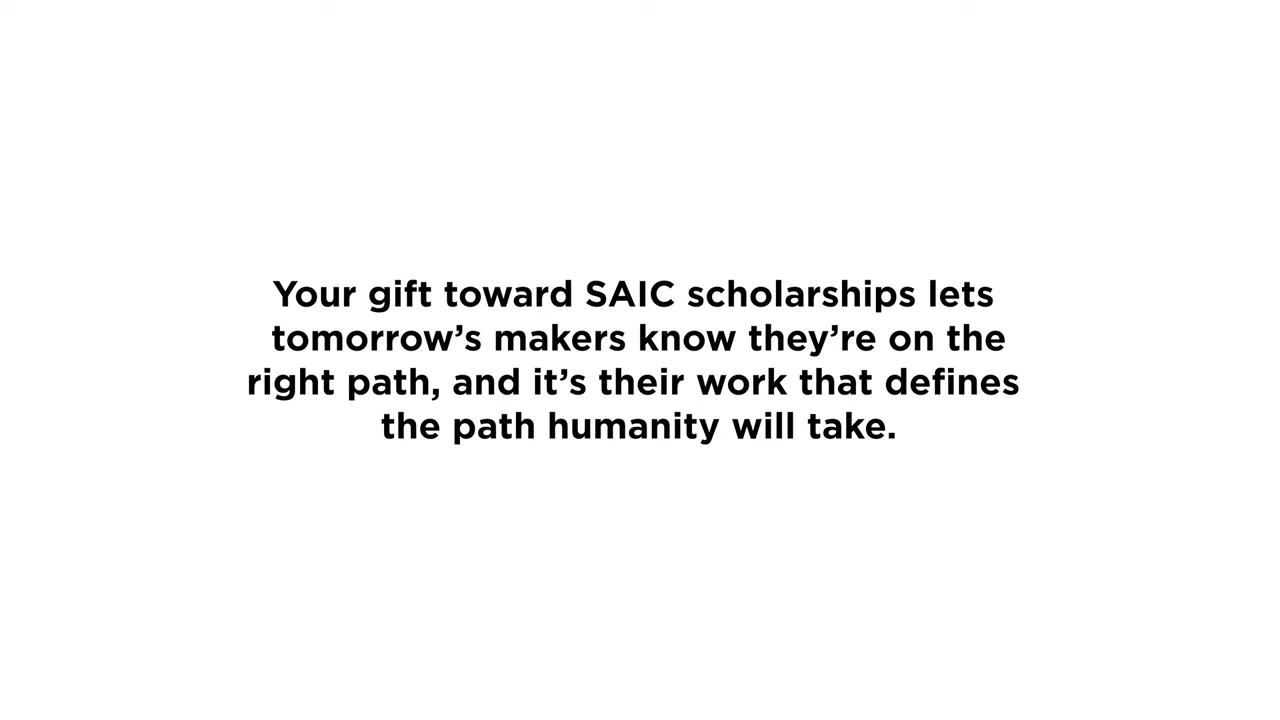 Your gift toward SAIC scholarships lets
tomorrow’s makers know they’re on the
right path, and it’s their work that defines
the path humanity will take.